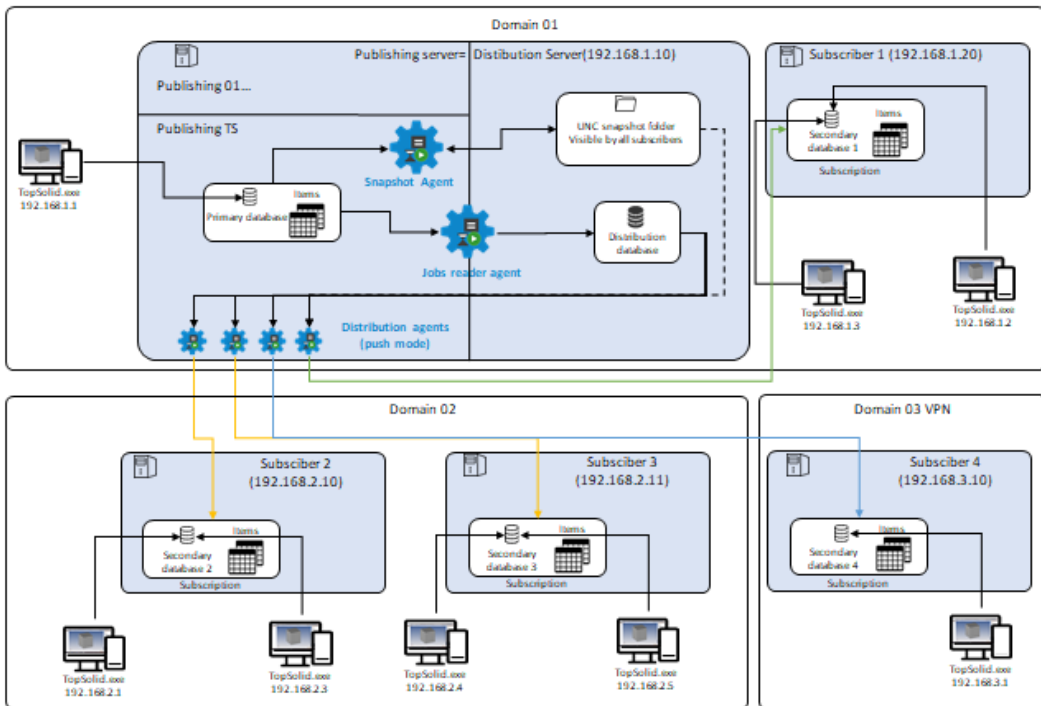 Domain 01
Publishing server=
Distibution Server(192.168.1.10)
Publishing 01...
Publishing TS
UNC snapshot folder
Visible by all subscribers
Snapshot Agent
Items
Primary database
Jobs reader agent
Distribution
database
Distribution agents
(push mode)
TopSolid.exe
192.168.1.1
Subscriber 1 (192.168.1.20)
Items
Secondary
database 1
Subscription
TopSolid.exe
192.168.1.3
TopSolid.exe
192.168.1.2
Domain 02
Subsciber 2
(192.168.2.10)
Items
Secondary
database 2
Subscription
Subsciber 3
(192.168.2.11)
Items
Secondary
database 3
Subscription
TopSolid.exe
192.168.2.1
TopSolid.exe
192.168.2.3
TopSolid.exe
192.168.2.4
TopSolid.exe
192.168.2.5
Domain 03 VPN
Subsciber 4
(192.168.3.10)
Items
Secondary
database 4
Subscription
TopSolid.exe
192.168.3.1